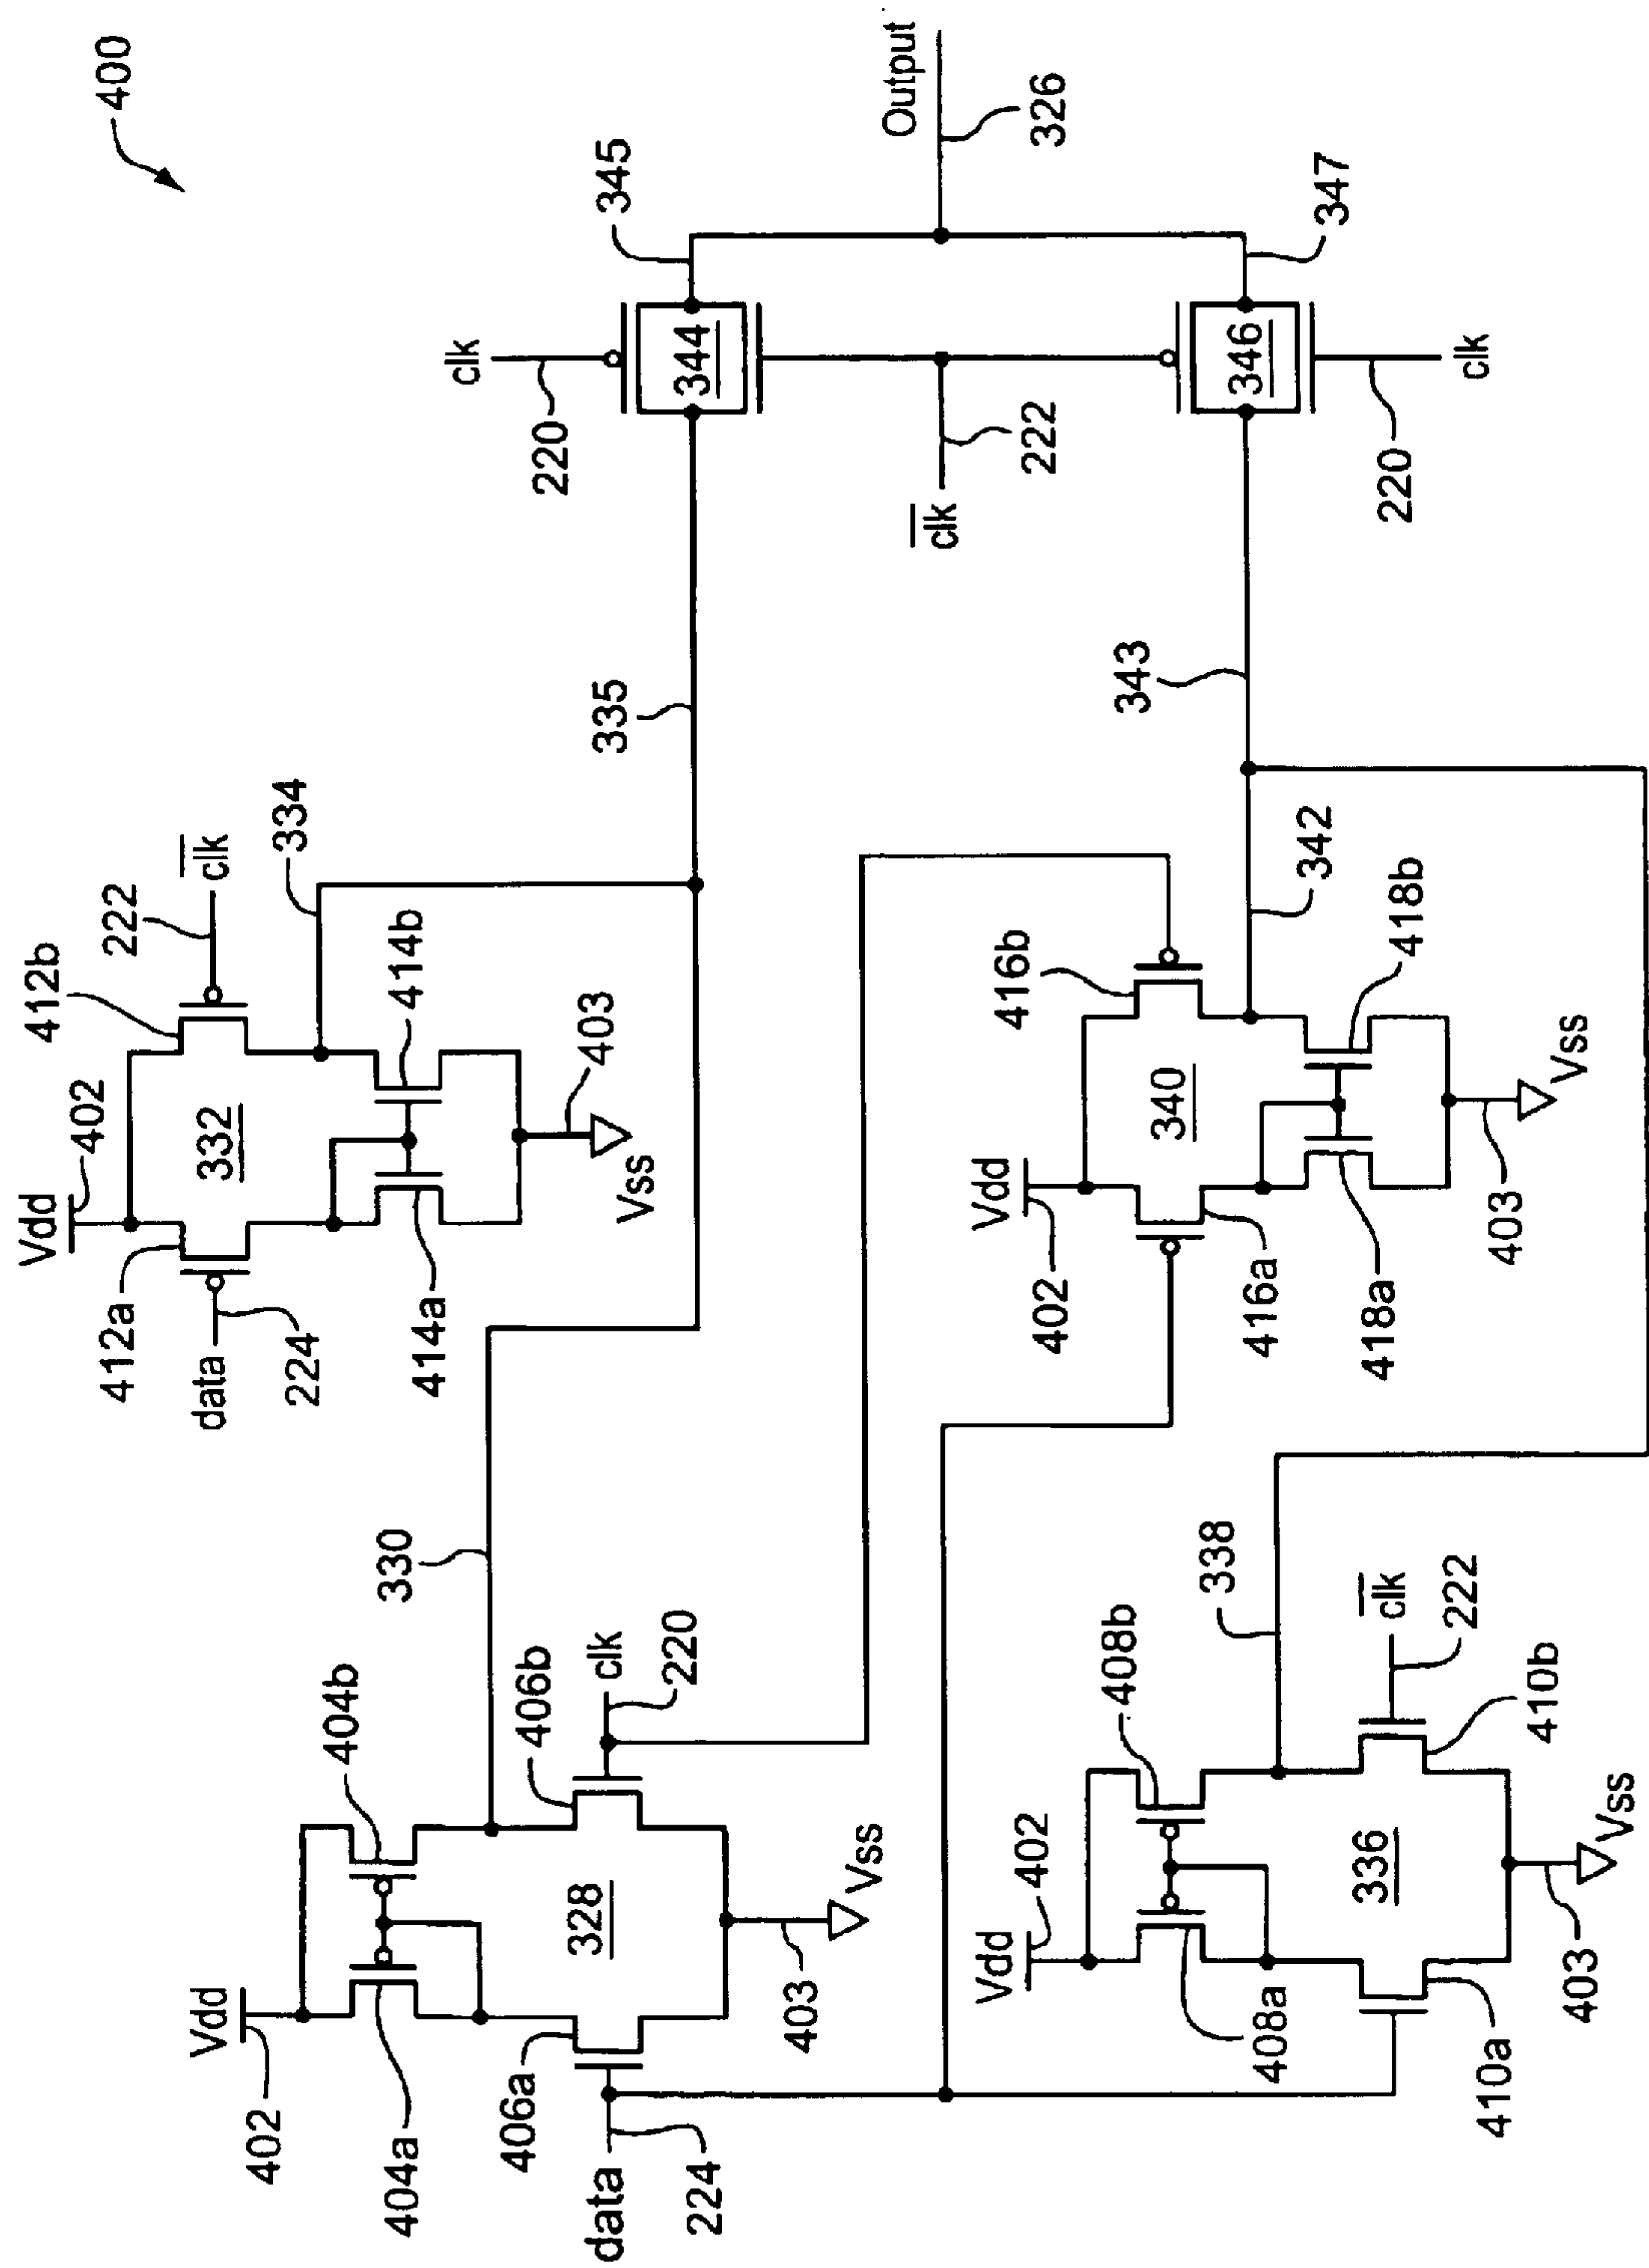 400
Vdd
402
412a
412b
data
224
332
222
clk
334
414a
414b
403
Vss
clk
220
344
345
335
Output
326
clk
222
346
347
220
clk
343
Vdd
402
404a
404b
330
328
406a
406b
data
224
clk
220
403
Vss
Vdd
402
416a
416b
340
342
418a
418b
403
Vss
Vdd
402
408a
408b
338
336
clk
222
410a
410b
403
Vss